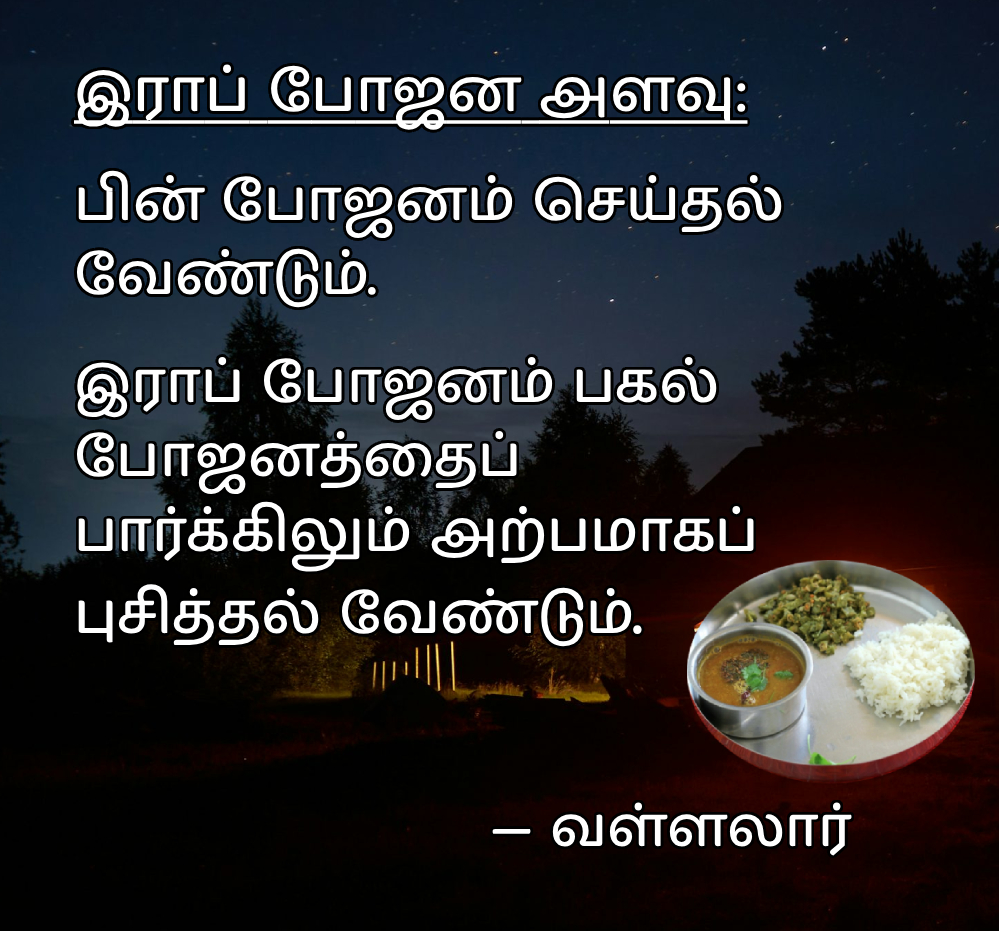 இராப் போஜன அளவு:
பின் போஜனம் செய்தல்
வேண்டும்.
இராப் போஜனம் பகல்
போஜனத்தைப்
பார்க்கிலும் அற்பமாகப்
புசித்தல் வேண்டும்.
– வள்ளலார்